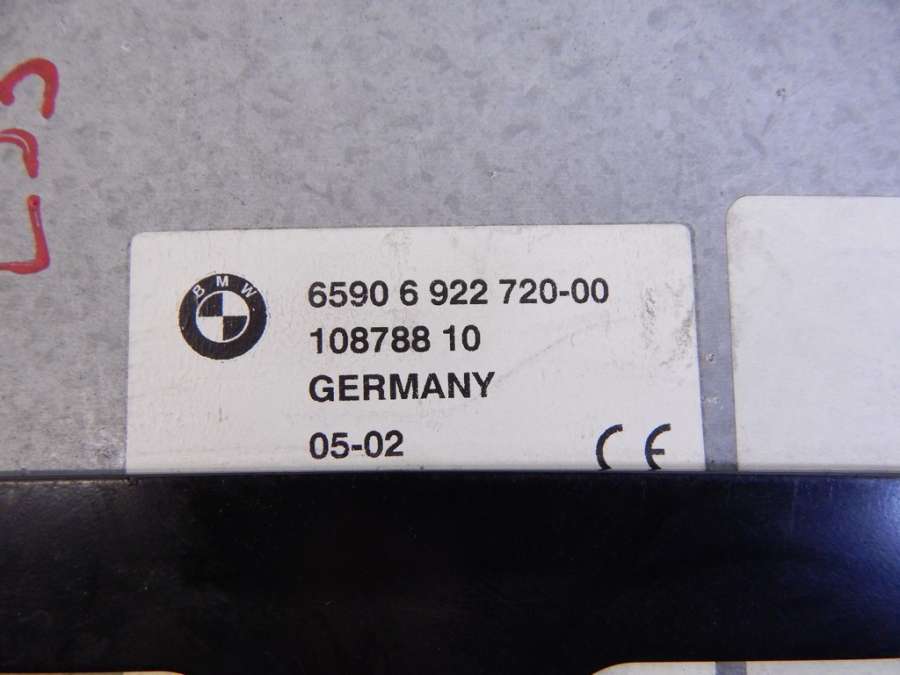 BMW
6590 6 922 720-00
108788 10
GERMANY
05-02 CE